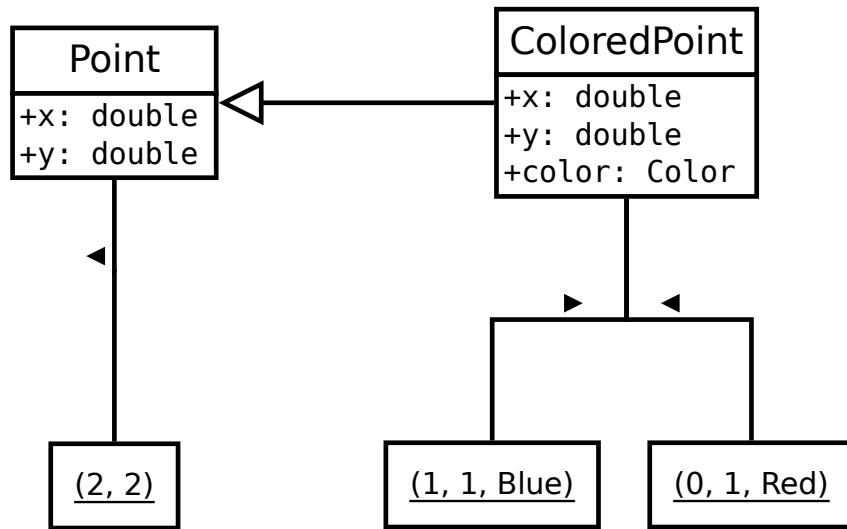 Point
+x: double
+y: double
ColoredPoint
+x: double
+y: double
+color: Color
(2, 2)
(1, 1, Blue)
(0, 1, Red)